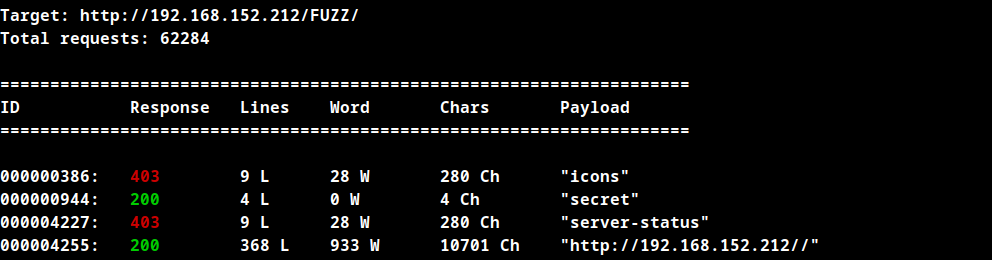 Target: http://192.168.152.212/FUZZ/
Total requests: 62284
=====================================================================
ID           Response   Lines    Word       Chars       Payload
=====================================================================
000000386:   403        9 L      28 W       280 Ch      "icons"
000000944:   200        4 L      0 W        4 Ch        "secret"
000004227:   403        9 L      28 W       280 Ch      "server-status"
000004255:   200        368 L    933 W      10701 Ch    "http://192.168.152.212//"